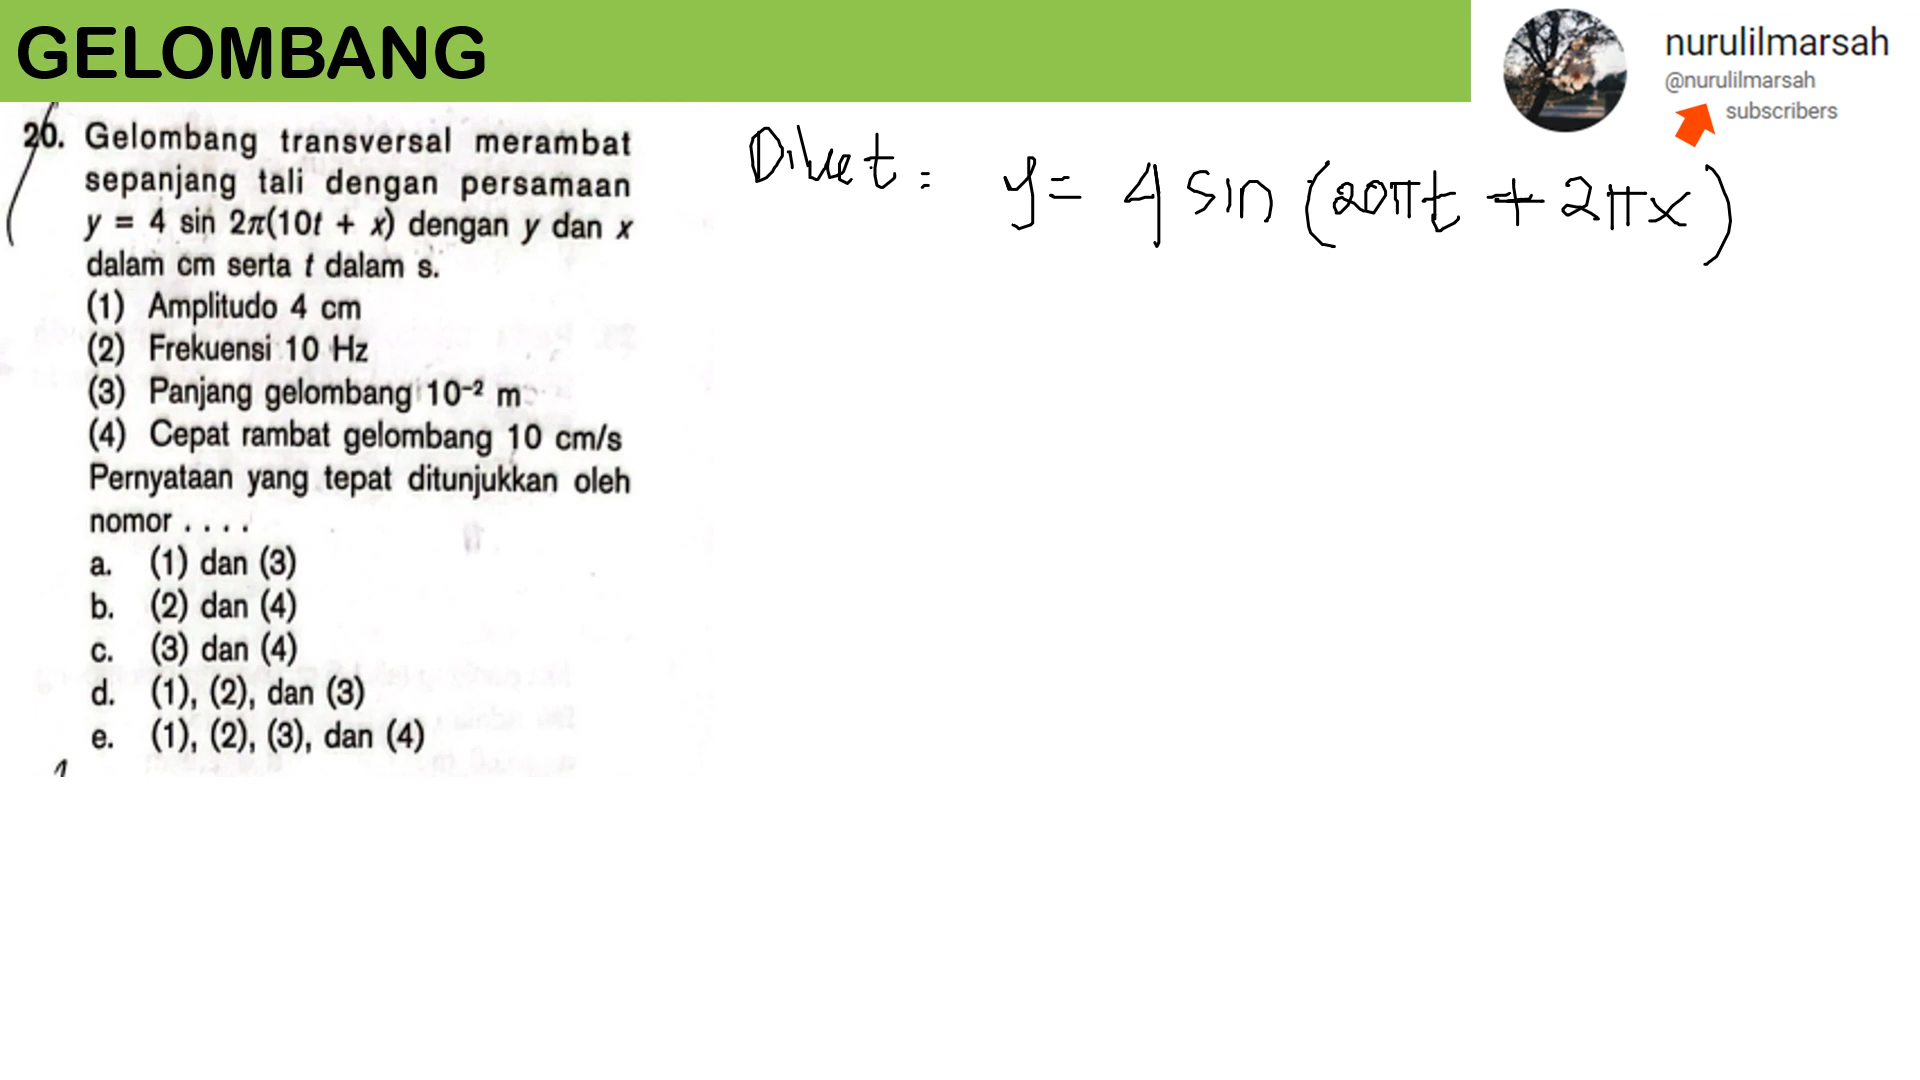 GELOMBANG
nurulilmarsah
@nurulilmarsah
subscribers
20. Gelombang transversal merambat
sepanjang tali dengan persamaan
y = 4 sin 2π(10t + x) dengan y dan x
dalam cm serta t dalam s.
(1) Amplitudo 4 cm
(2) Frekuensi 10 Hz
(3) Panjang gelombang 10⁻² m
(4) Cepat rambat gelombang 10 cm/s
Pernyataan yang tepat ditunjukkan oleh
nomor . . . .
a. (1) dan (3)
b. (2) dan (4)
c. (3) dan (4)
d. (1), (2), dan (3)
e. (1), (2), (3), dan (4)
Diket : y = 4 sin (20πt + 2πx)